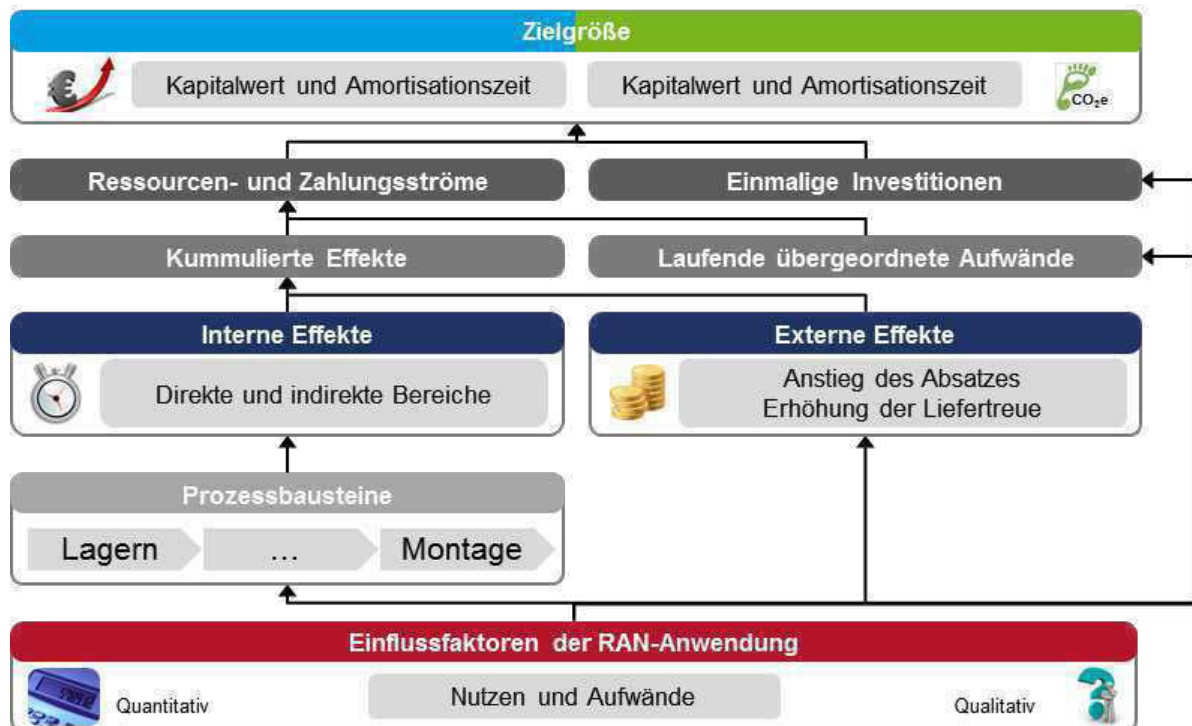 Zielgröße
Kapitalwert und Amortisationszeit
Kapitalwert und Amortisationszeit
CO₂e
Ressourcen- und Zahlungsströme
Einmalige Investitionen
Kummulierte Effekte
Laufende übergeordnete Aufwände
Interne Effekte
Direkte und indirekte Bereiche
Externe Effekte
Anstieg des Absatzes
Erhöhung der Liefertreue
Prozessbausteine
Lagern
...
Montage
Einflussfaktoren der RAN-Anwendung
Quantitativ
Nutzen und Aufwände
Qualitativ